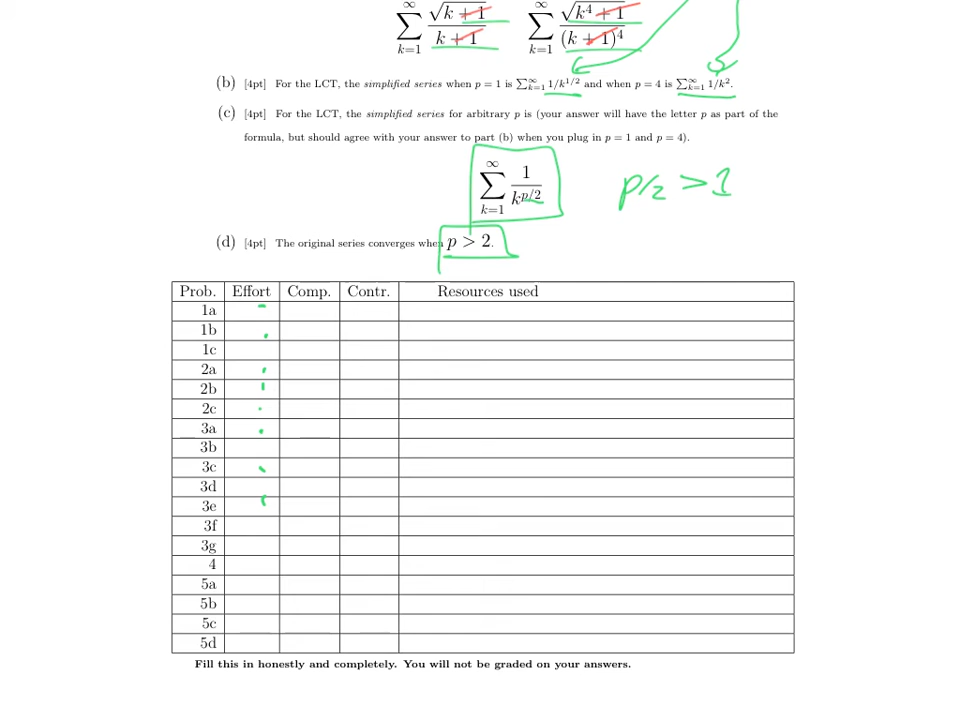 ∑_{k=1}^{∞} √(k + 1) / (k + 1)   ∑_{k=1}^{∞} √(k⁴ + 1) / (k + 1)⁴
(b) [4pt] For the LCT, the simplified series when p = 1 is ∑_{k=1}^{∞} 1/k^{1/2} and when p = 4 is ∑_{k=1}^{∞} 1/k².
(c) [4pt] For the LCT, the simplified series for arbitrary p is (your answer will have the letter p as part of the
formula, but should agree with your answer to part (b) when you plug in p = 1 and p = 4).
∑_{k=1}^{∞} 1/k^{p/2}   p/2 > 1
(d) [4pt] The original series converges when p > 2.
Prob. Effort Comp. Contr. Resources used
1a
1b
1c
2a
2b
2c
3a
3b
3c
3d
3e
3f
3g
4
5a
5b
5c
5d
Fill this in honestly and completely. You will not be graded on your answers.